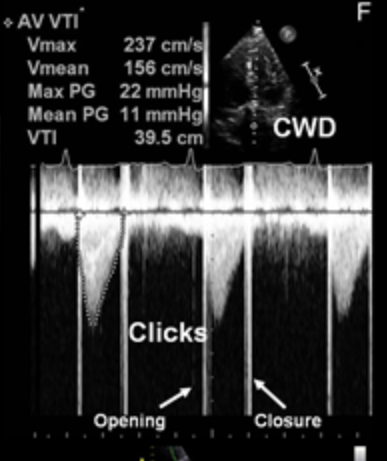 F
AV VTI
Vmax 237 cm/s
Vmean 156 cm/s
Max PG 22 mmHg
Mean PG 11 mmHg
VTI 39.5 cm
CWD
Clicks
Opening Closure